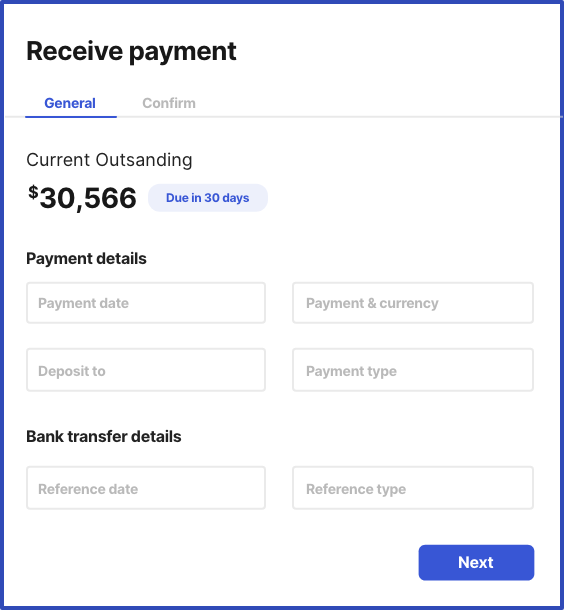 Receive payment
General Confirm
Current Outsanding
$30,566 Due in 30 days
Payment details
Payment date Payment & currency
Deposit to Payment type
Bank transfer details
Reference date Reference type
Next